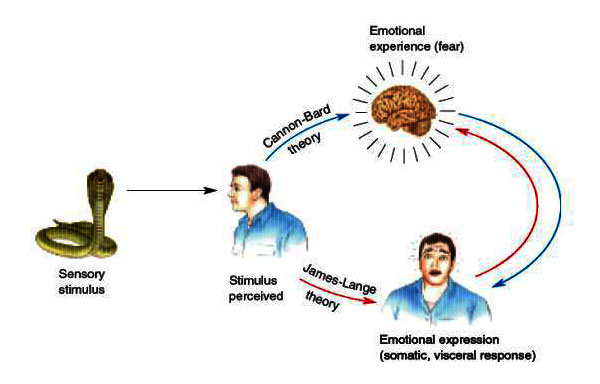 Emotional
experience (fear)
Cannon-Bard
theory
Sensory
stimulus
Stimulus
perceived
James-Lange
theory
Emotional expression
(somatic, visceral response)